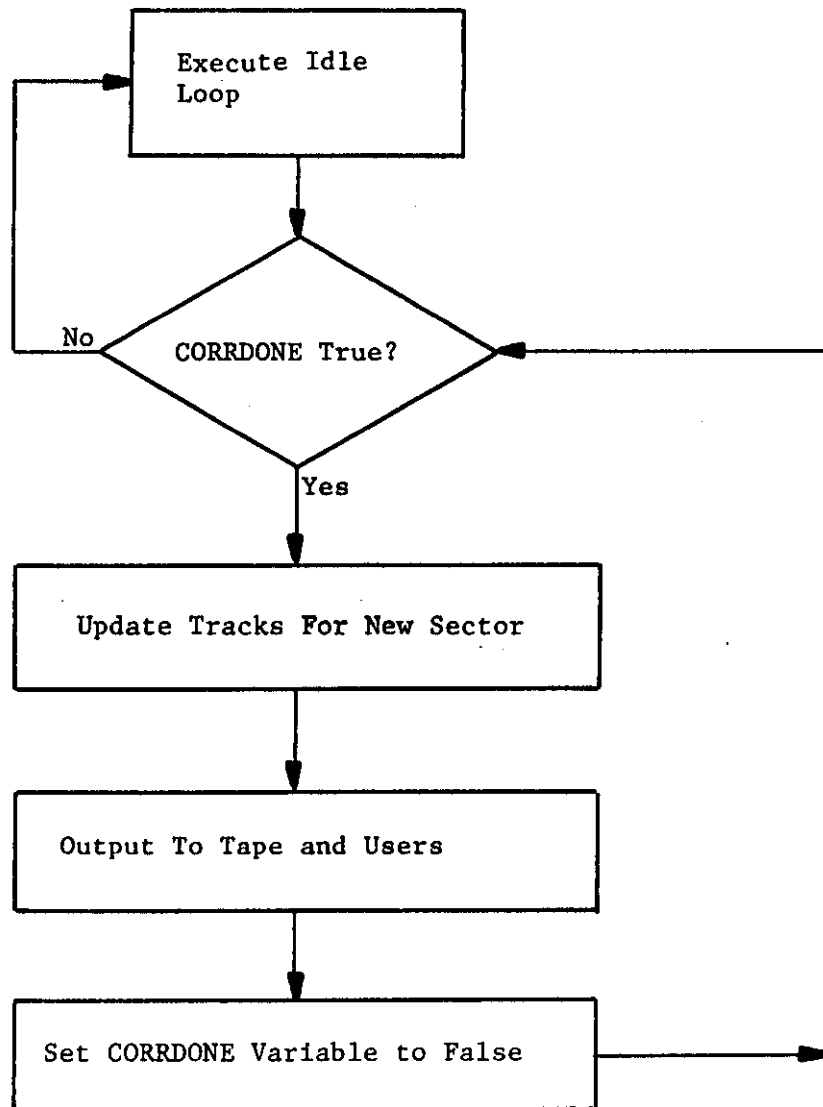 Execute Idle
Loop
No
CORRDONE True?
Yes
Update Tracks For New Sector
Output To Tape and Users
Set CORRDONE Variable to False